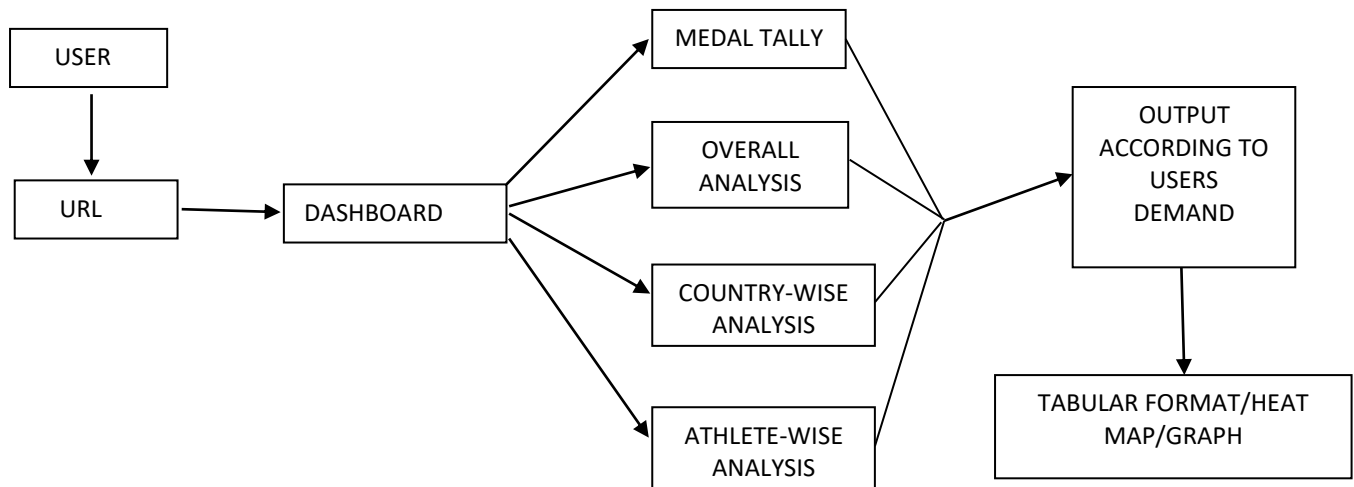 USER
URL
DASHBOARD
MEDAL TALLY
OVERALL
ANALYSIS
COUNTRY-WISE
ANALYSIS
ATHLETE-WISE
ANALYSIS
OUTPUT
ACCORDING TO
USERS
DEMAND
TABULAR FORMAT/HEAT
MAP/GRAPH